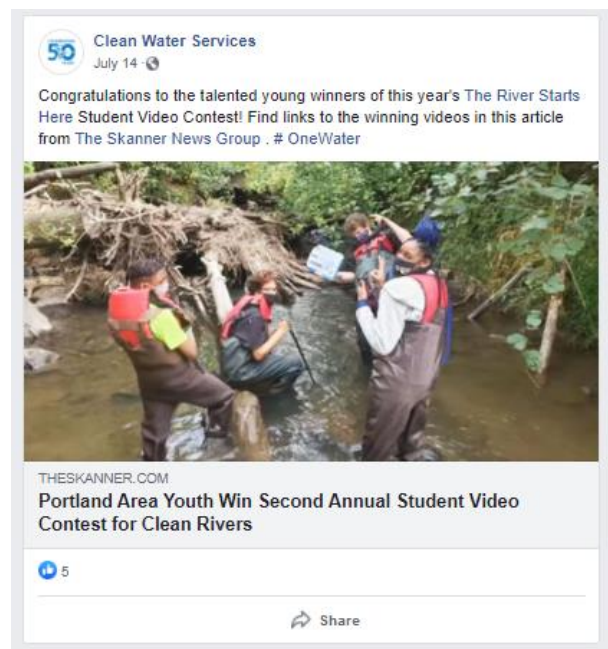 50
Clean Water Services
July 14 ·
Congratulations to the talented young winners of this year's The River Starts
Here Student Video Contest! Find links to the winning videos in this article
from The Skanner News Group . # OneWater
THESKANNER.COM
Portland Area Youth Win Second Annual Student Video
Contest for Clean Rivers
5
Share